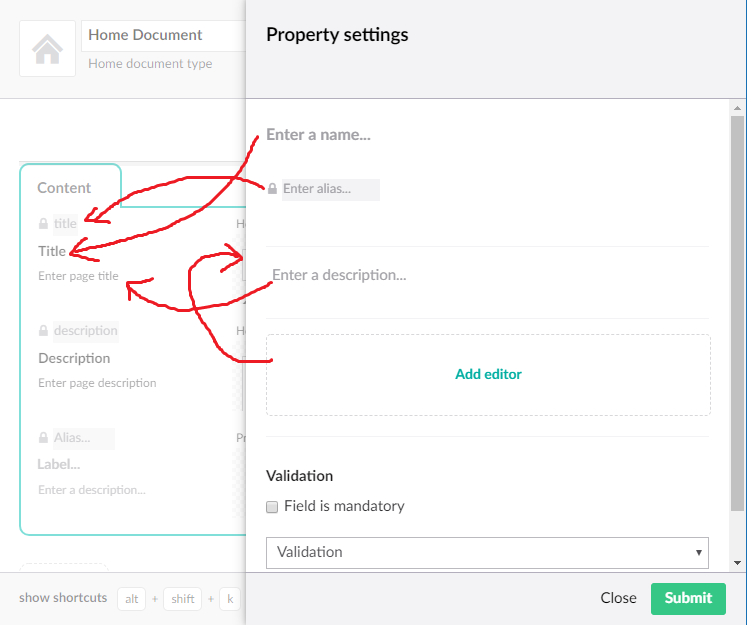 Home Document
Home document type
Property settings
Enter a name...
Content
Enter alias...
title
Title
Enter page title
Enter a description...
description
Description
Enter page description
Add editor
Alias...
Label...
Enter a description...
Validation
Field is mandatory
Validation
show shortcuts alt + shift + k
Close Submit